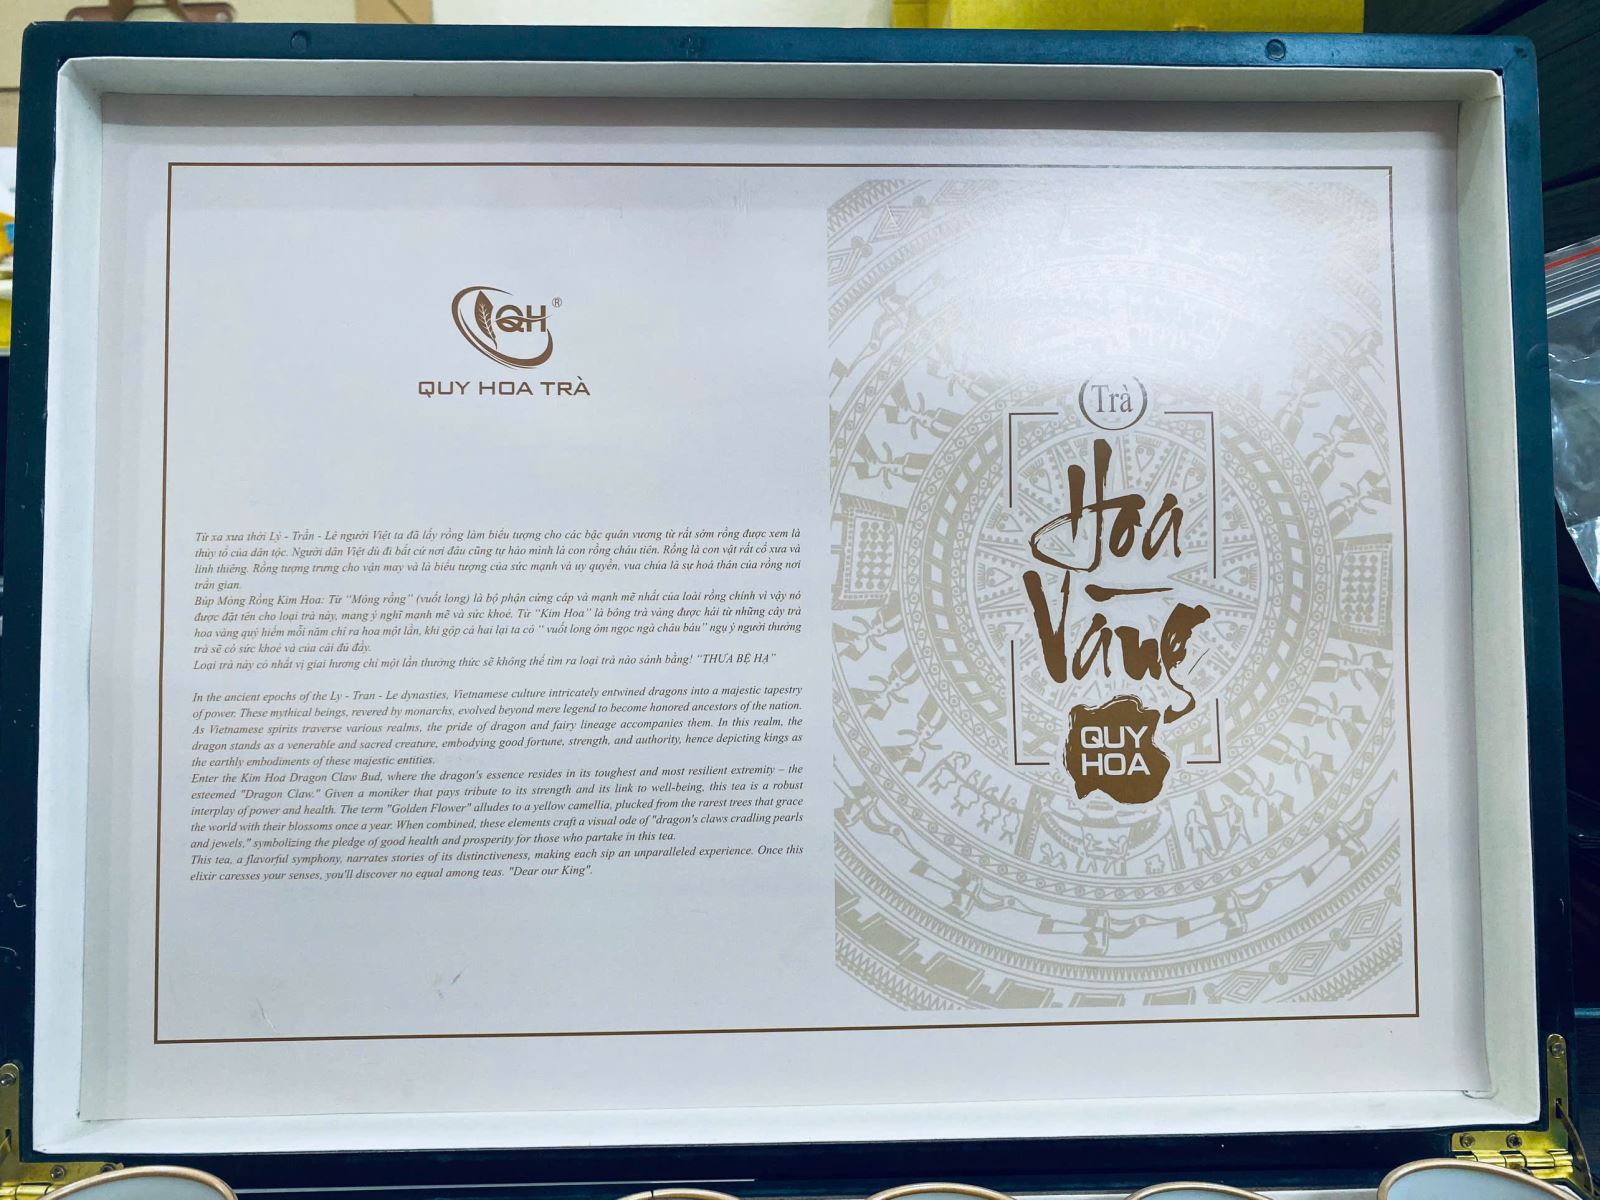 QH®
QUY HOA TRÀ
Từ xa xưa thời Lý - Trần - Lê người Việt ta đã lấy rồng làm biểu tượng cho các bậc quân vương từ rất sớm rồng được xem là
thủy tổ của dân tộc. Người dân Việt dù đi bất cứ nơi đâu cũng tự hào mình là con rồng cháu tiên. Rồng là con vật rất cổ xưa và
linh thiêng. Rồng tượng trưng cho vận may và là biểu tượng của sức mạnh và uy quyền, vua chúa là sự hoá thân của rồng nơi
trần gian.
Búp Móng Rồng Kim Hoa: Từ "Móng rồng" (vuốt long) là bộ phận cứng cáp và mạnh mẽ nhất của loài rồng chính vì vậy nó
được đặt tên cho loại trà này, mang ý nghĩ mạnh mẽ và sức khoẻ. Từ "Kim Hoa" là bông trà vàng được hái từ những cây trà
hoa vàng quý hiếm mỗi năm chỉ ra hoa một lần, khi gộp cả hai lại ta có " vuốt long ôm ngọc ngà châu báu" ngụ ý người thưởng
trà sẽ có sức khoẻ và của cải đủ đầy.
Loại trà này có nhất vị giai hương chỉ một lần thưởng thức sẽ không thể tìm ra loại trà nào sánh bằng! "THƯA BỆ HẠ"
In the ancient epochs of the Ly - Tran - Le dynasties, Vietnamese culture intricately entwined dragons into a majestic tapestry
of power. These mythical beings, revered by monarchs, evolved beyond mere legend to become honored ancestors of the nation.
As Vietnamese spirits traverse various realms, the pride of dragon and fairy lineage accompanies them. In this realm, the
dragon stands as a venerable and sacred creature, embodying good fortune, strength, and authority, hence depicting kings as
the earthly embodiments of these majestic entities.
Enter the Kim Hoa Dragon Claw Bud, where the dragon's essence resides in its toughest and most resilient extremity – the
esteemed "Dragon Claw." Given a moniker that pays tribute to its strength and its link to well-being, this tea is a robust
interplay of power and health. The term "Golden Flower" alludes to a yellow camellia, plucked from the rarest trees that grace
the world with their blossoms once a year. When combined, these elements craft a visual ode of "dragon's claws cradling pearls
and jewels," symbolizing the pledge of good health and prosperity for those who partake in this tea.
This tea, a flavorful symphony, narrates stories of its distinctiveness, making each sip an unparalleled experience. Once this
elixir caresses your senses, you'll discover no equal among teas. "Dear our King".
Trà
Hoa
Vàng
QUY
HOA